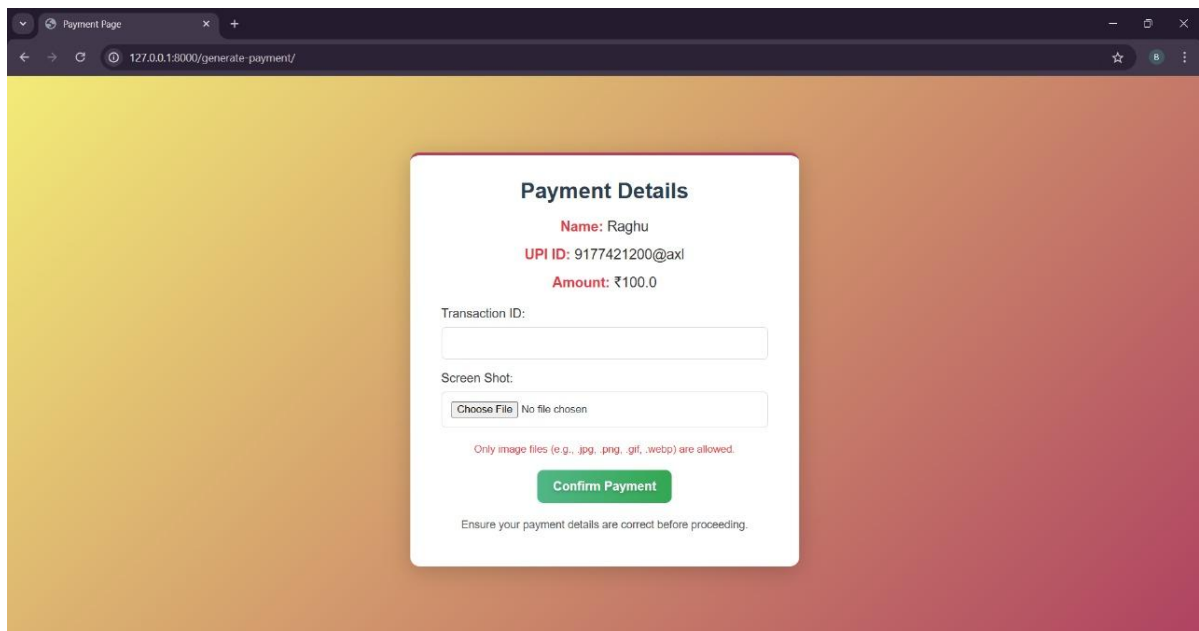 Payment Page
127.0.0.1:8000/generate-payment/
B
Payment Details
Name: Raghu
UPI ID: 9177421200@axl
Amount: ₹100.0
Transaction ID:
Screen Shot:
Choose File No file chosen
Only image files (e.g., .jpg, .png, .gif, .webp) are allowed.
Confirm Payment
Ensure your payment details are correct before proceeding.